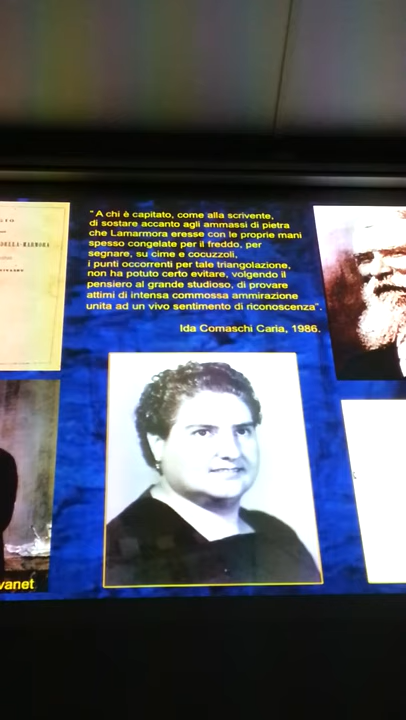 "A chi è capitato, come alla scrivente,
di sostare accanto agli ammassi di pietra
che Lamarmora eresse con le proprie mani
spesso congelate per il freddo, per
segnare, su cime e cocuzzoli,
i punti occorrenti per tale triangolazione,
non ha potuto certo evitare, volgendo il
pensiero al grande studioso, di provare
attimi di intensa commossa ammirazione
unita ad un vivo sentimento di riconoscenza".
Ida Comaschi Caria, 1986.
DELLA-MARMORA
vanet